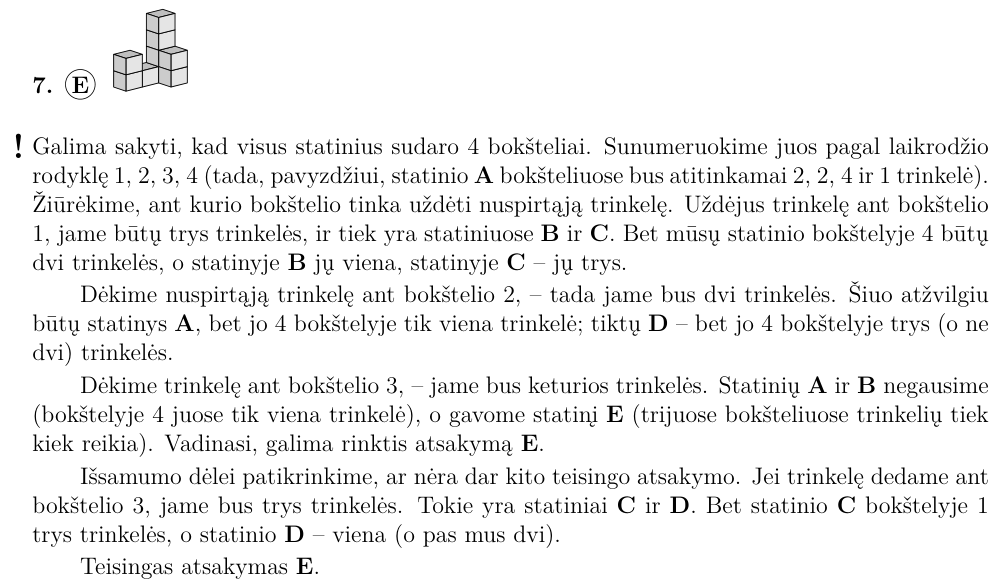 7. E
! Galima sakyti, kad visus statinius sudaro 4 bokšteliai. Sunumeruokime juos pagal laikrodžio
rodyklę 1, 2, 3, 4 (tada, pavyzdžiui, statinio A bokšteliuose bus atitinkamai 2, 2, 4 ir 1 trinkelė).
Žiūrėkime, ant kurio bokštelio tinka uždėti nuspirtąją trinkelę. Uždėjus trinkelę ant bokštelio
1, jame būtų trys trinkelės, ir tiek yra statiniuose B ir C. Bet mūsų statinio bokštelyje 4 būtų
dvi trinkelės, o statinyje B jų viena, statinyje C – jų trys.
Dėkime nuspirtąją trinkelę ant bokštelio 2, – tada jame bus dvi trinkelės. Šiuo atžvilgiu
būtų statinys A, bet jo 4 bokštelyje tik viena trinkelė; tiktų D – bet jo 4 bokštelyje trys (o ne
dvi) trinkelės.
Dėkime trinkelę ant bokštelio 3, – jame bus keturios trinkelės. Statinių A ir B negausime
(bokštelyje 4 juose tik viena trinkelė), o gavome statinį E (trijuose bokšteliuose trinkelių tiek
kiek reikia). Vadinasi, galima rinktis atsakymą E.
Išsamumo dėlei patikrinkime, ar nėra dar kito teisingo atsakymo. Jei trinkelę dedame ant
bokštelio 3, jame bus trys trinkelės. Tokie yra statiniai C ir D. Bet statinio C bokštelyje 1
trys trinkelės, o statinio D – viena (o pas mus dvi).
Teisingas atsakymas E.